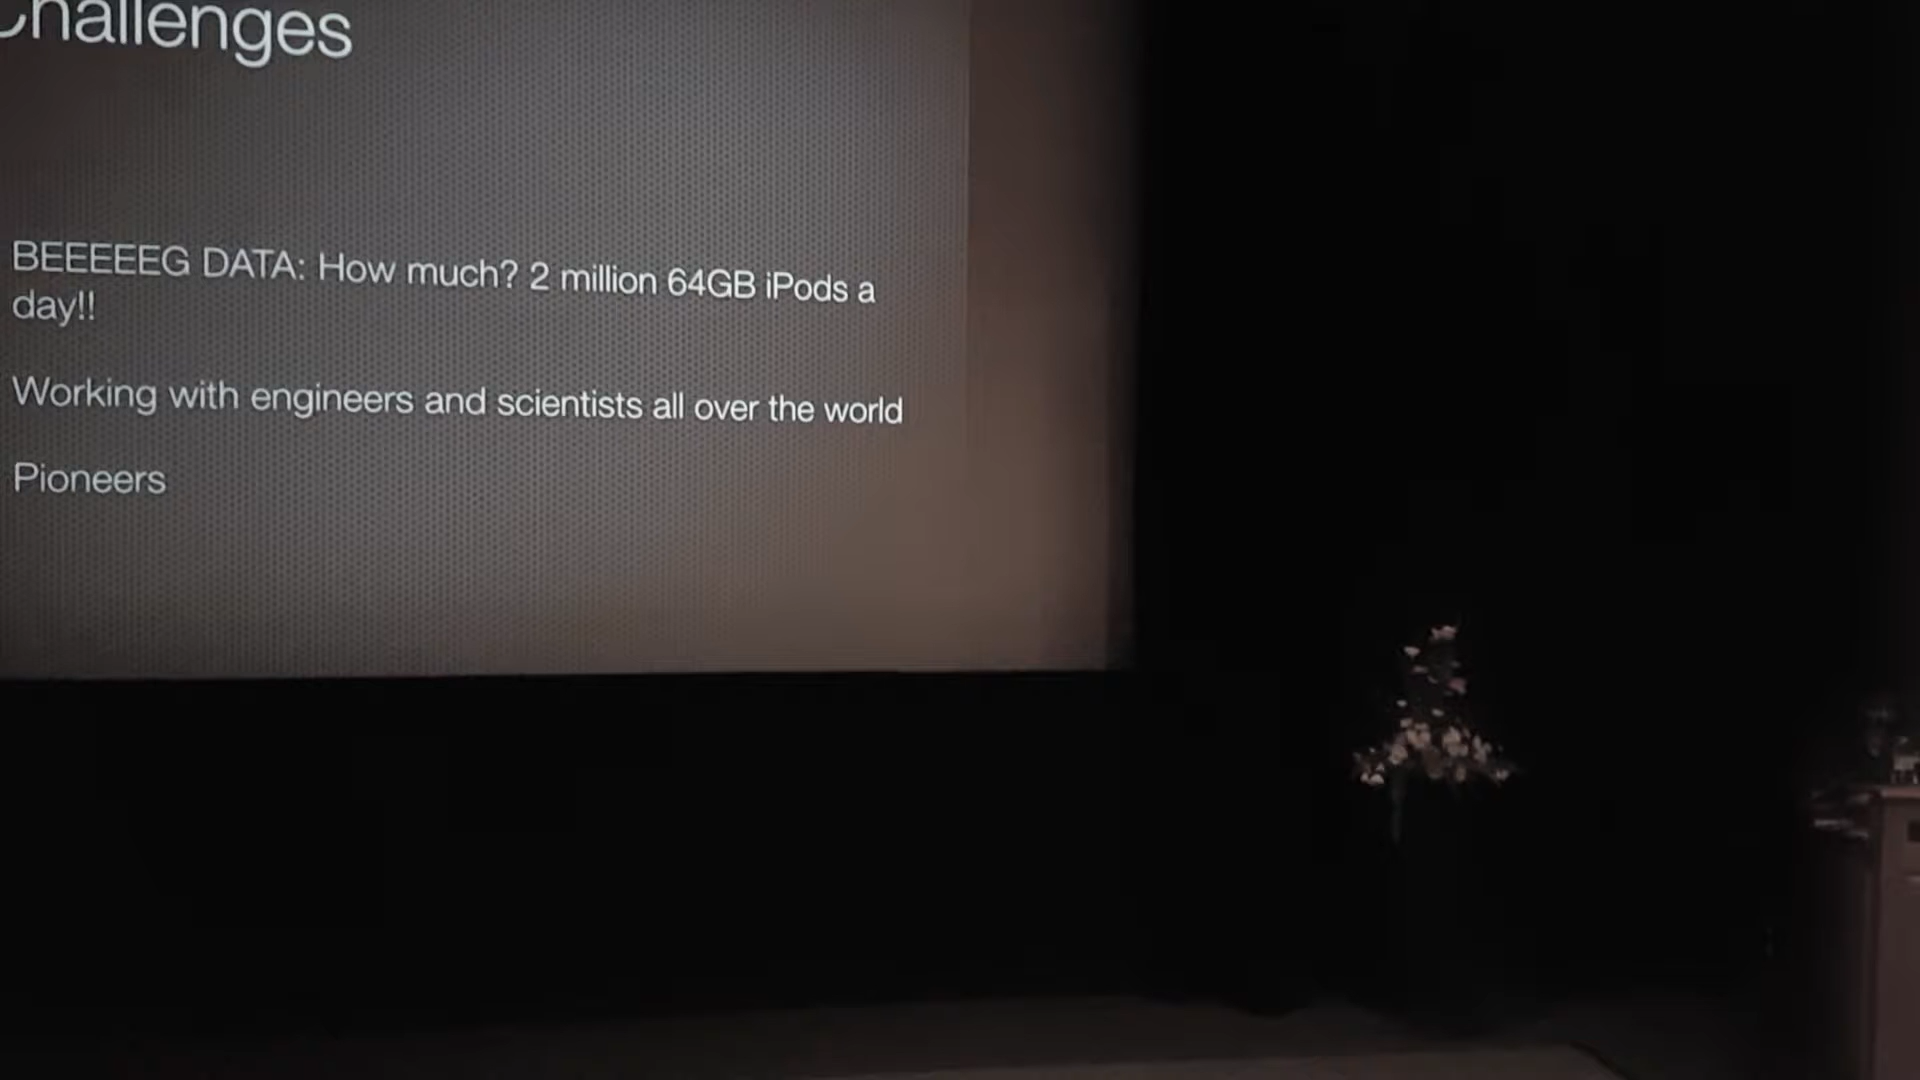 Challenges
BEEEEEG DATA: How much? 2 million 64GB iPods a
day!!
Working with engineers and scientists all over the world
Pioneers